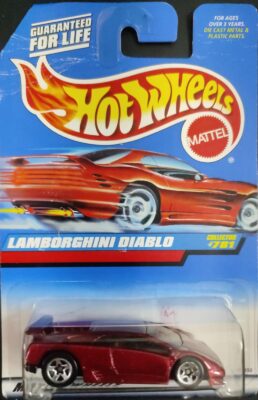 GUARANTEED
FOR LIFE
FOR AGES
OVER 3 YEARS.
DIE CAST METAL &
PLASTIC PARTS.
HOT WHEELS
MATTEL
LAMBORGHINI DIABLO
COLLECTOR
#781